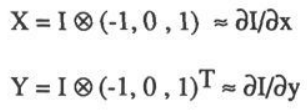 X = I ⊗ (-1, 0 , 1) ≈ ∂I/∂x
Y = I ⊗ (-1, 0 , 1)ᵀ ≈ ∂I/∂y